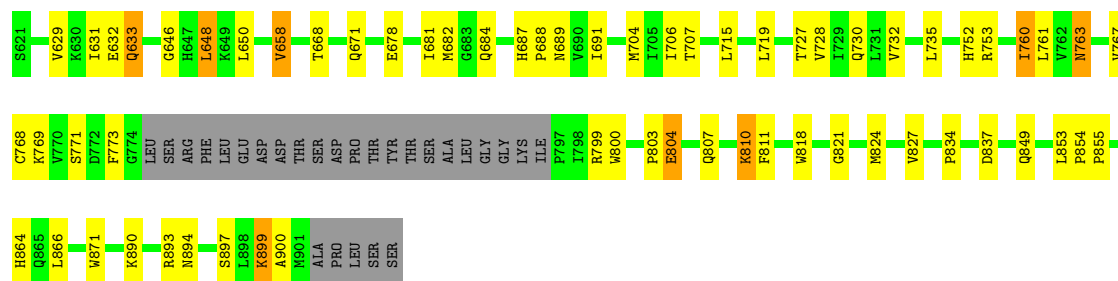 S621 V629 K630 I631 E632 Q633 G646 H647 L648 K649 L650 V658 T668 Q671 E678 I681 M682 G683 Q684 H687 P688 N689 V690 I691 M704 I705 I706 T707 L715 L719 T727 V728 I729 Q730 L731 V732 L735 H752 R753 I760 L761 V762 N763 V767
C768 K769 V770 S771 D772 F773 G774 LEU SER ARG PHE LEU GLU ASP ASP THR SER ASP PRO THR TYR THR SER ALA LEU GLY GLY LYS ILE P797 I798 R799 W800 P803 E804 Q807 K810 F811 W818 G821 M824 V827 P834 D837 Q849 L853 P854 P855
H864 Q865 L866 W871 K890 R893 N894 S897 L898 K899 A900 M901 ALA PRO LEU SER SER